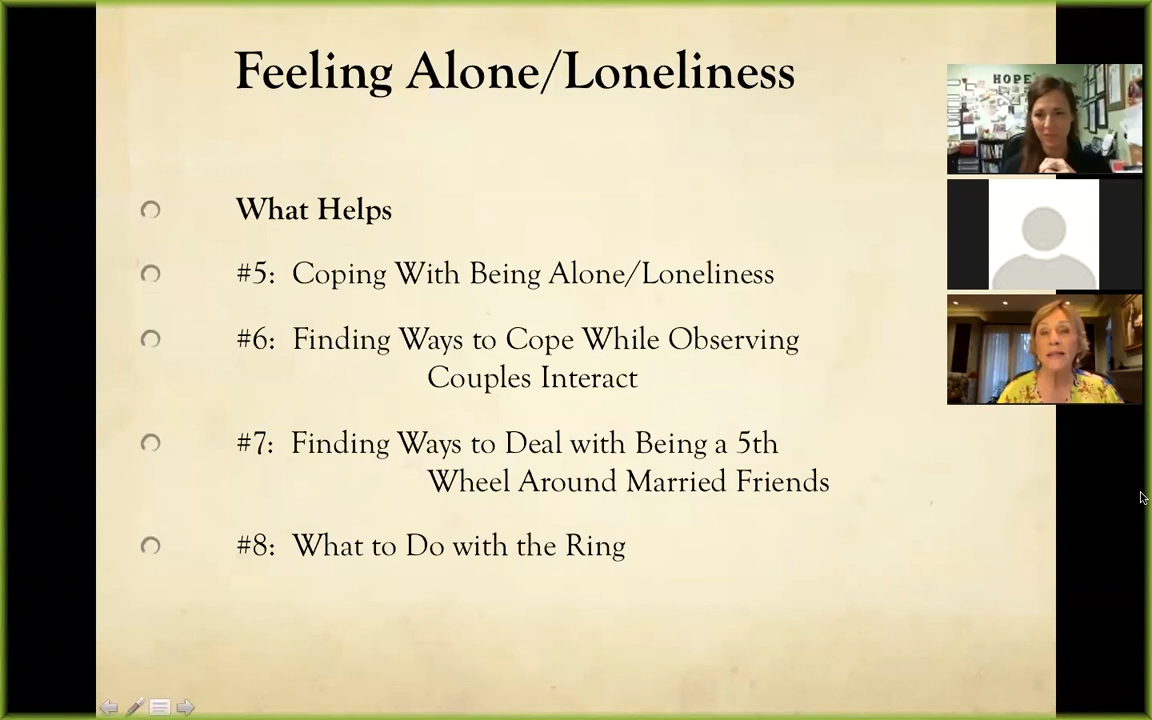 Feeling Alone/Loneliness
HOPE
What Helps
#5: Coping With Being Alone/Loneliness
#6: Finding Ways to Cope While Observing
Couples Interact
#7: Finding Ways to Deal with Being a 5th
Wheel Around Married Friends
#8: What to Do with the Ring